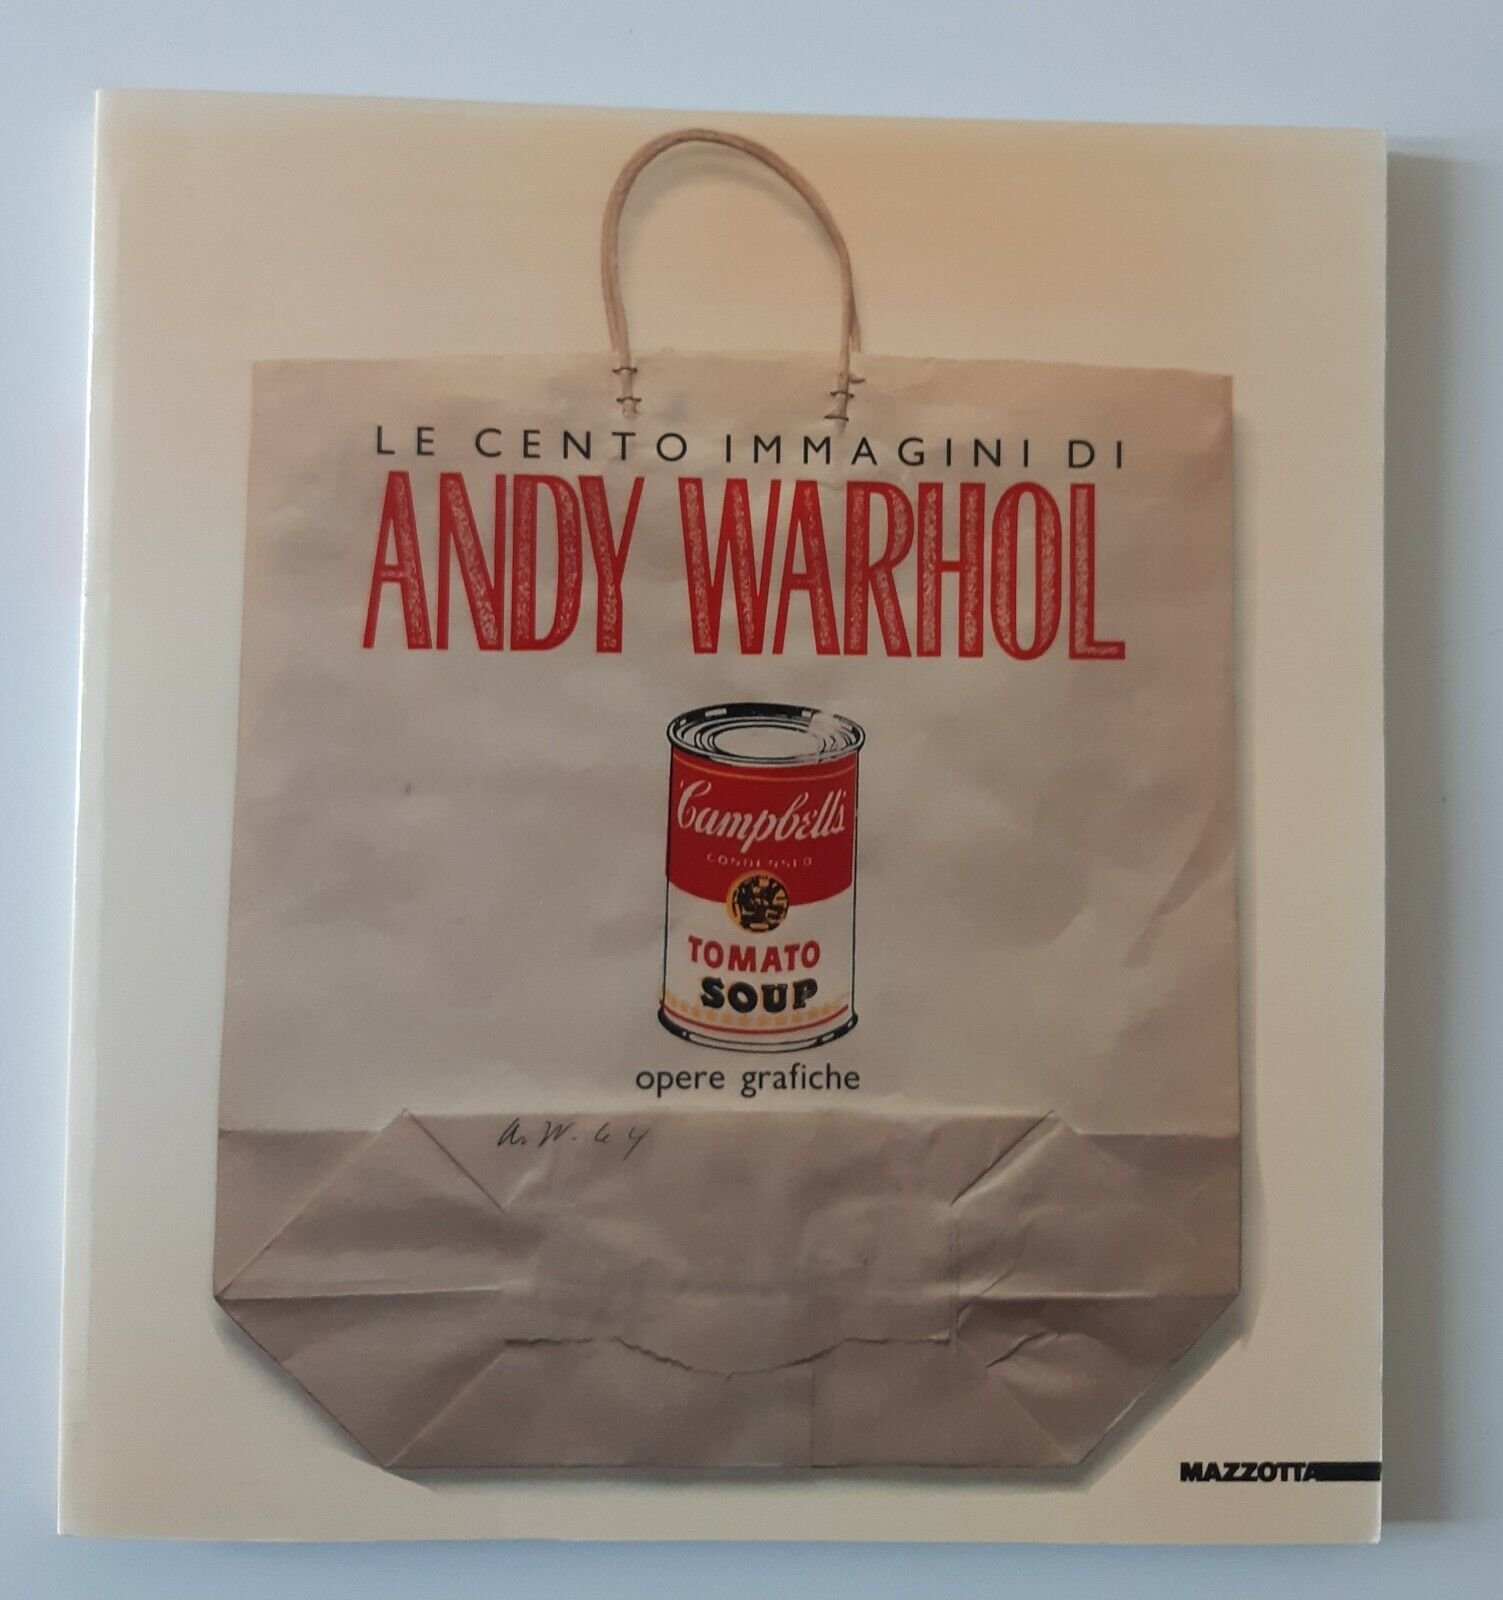 LE CENTO IMMAGINI DI
ANDY WARHOL
Campbell's
CONDENSED
TOMATO
SOUP
opere grafiche
A. W. 64
MAZZOTTA